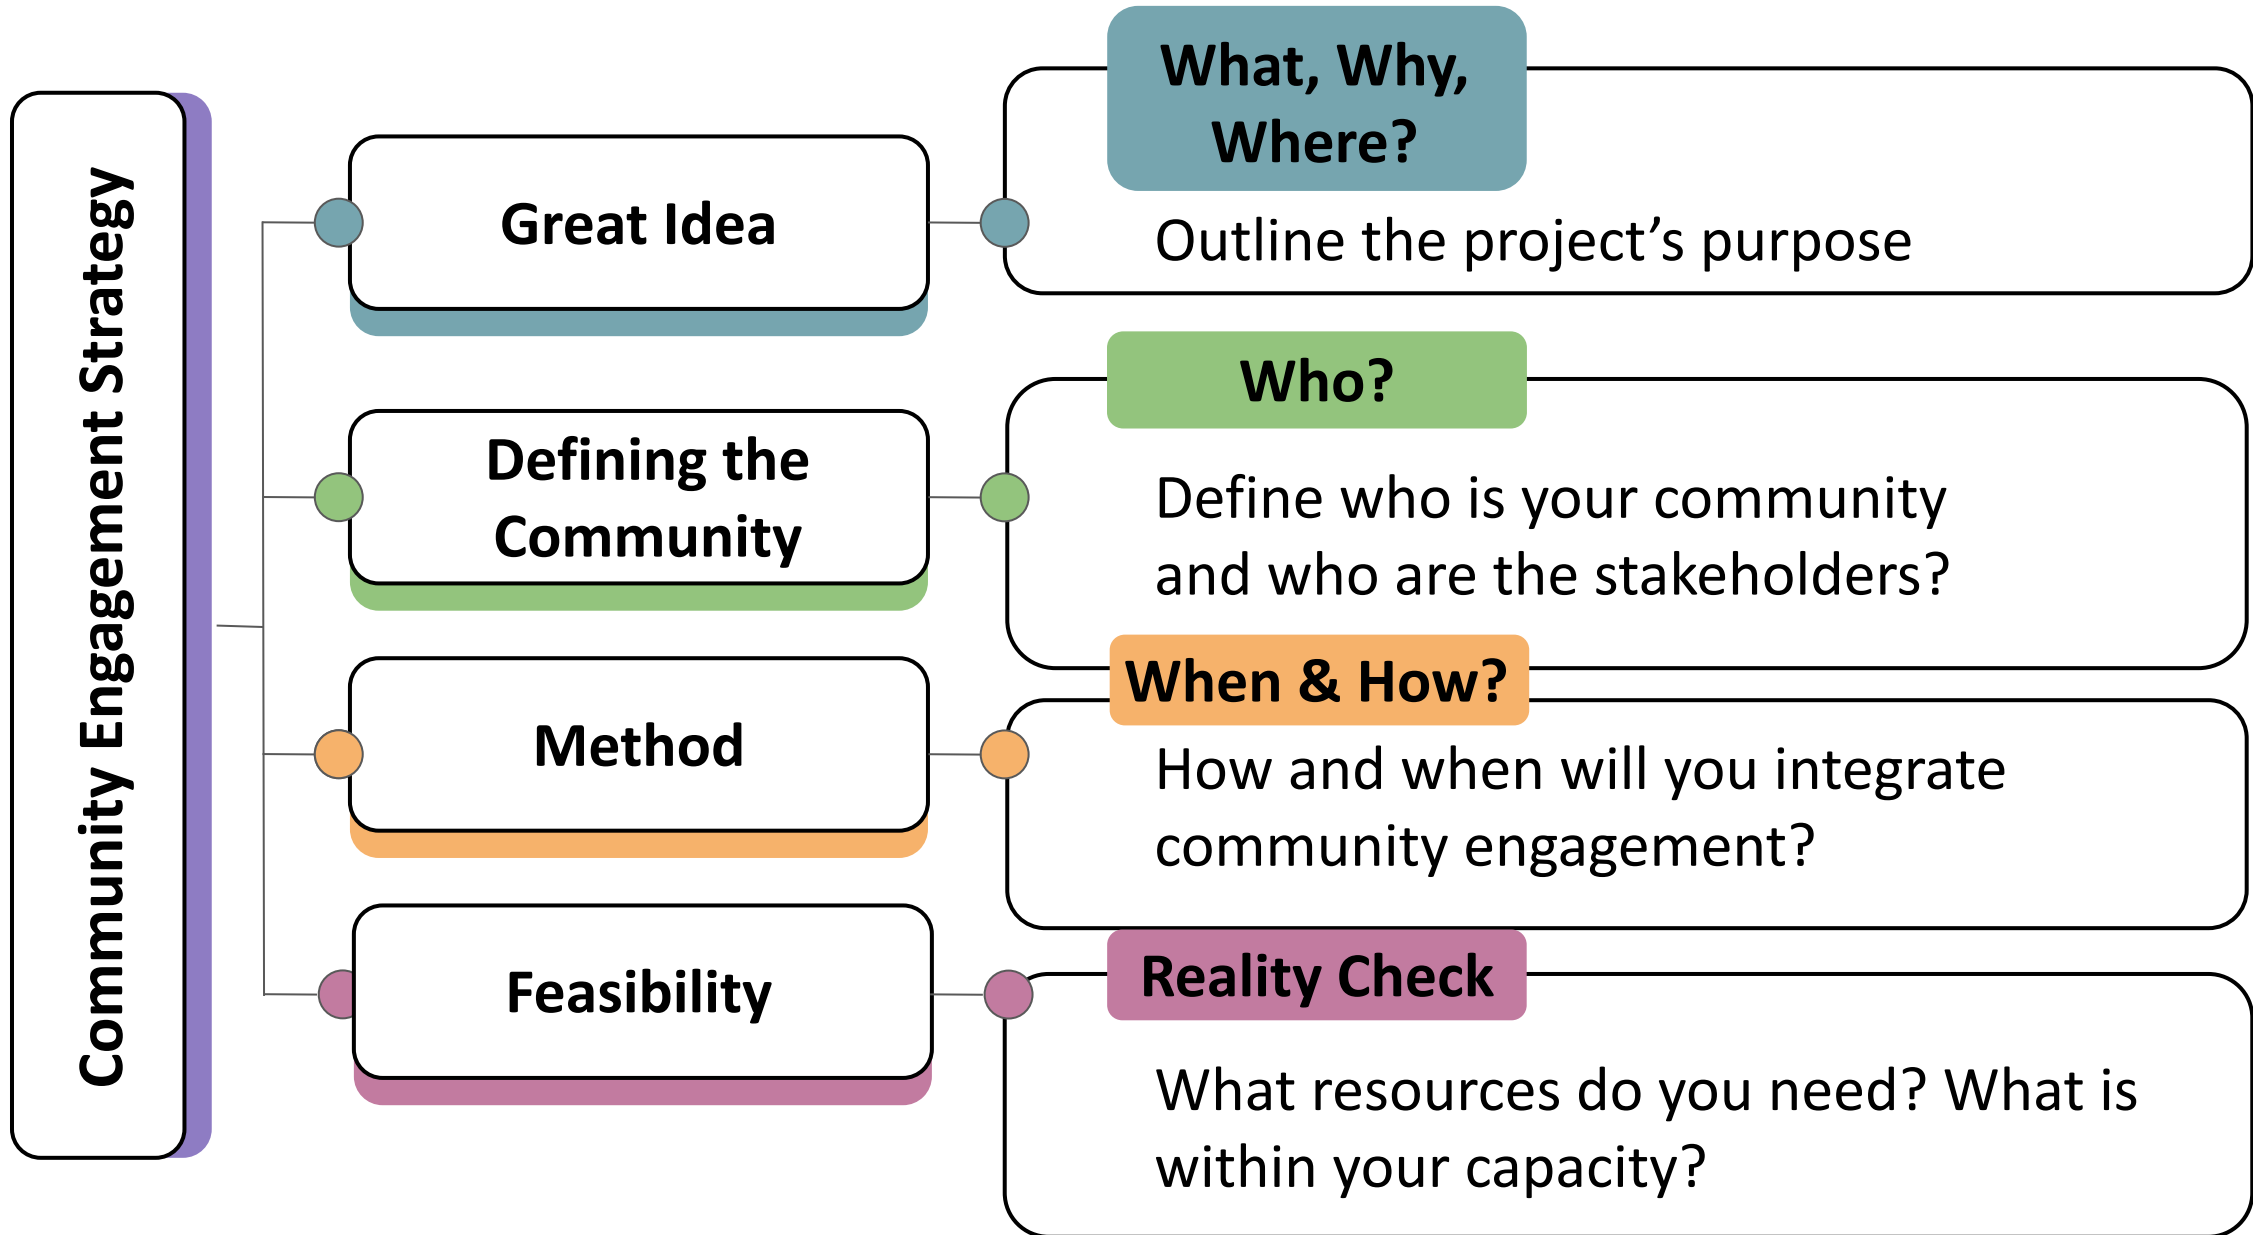 Community Engagement Strategy
Great Idea
What, Why,
Where?
Outline the project’s purpose
Defining the
Community
Who?
Define who is your community
and who are the stakeholders?
Method
When & How?
How and when will you integrate
community engagement?
Feasibility
Reality Check
What resources do you need? What is
within your capacity?